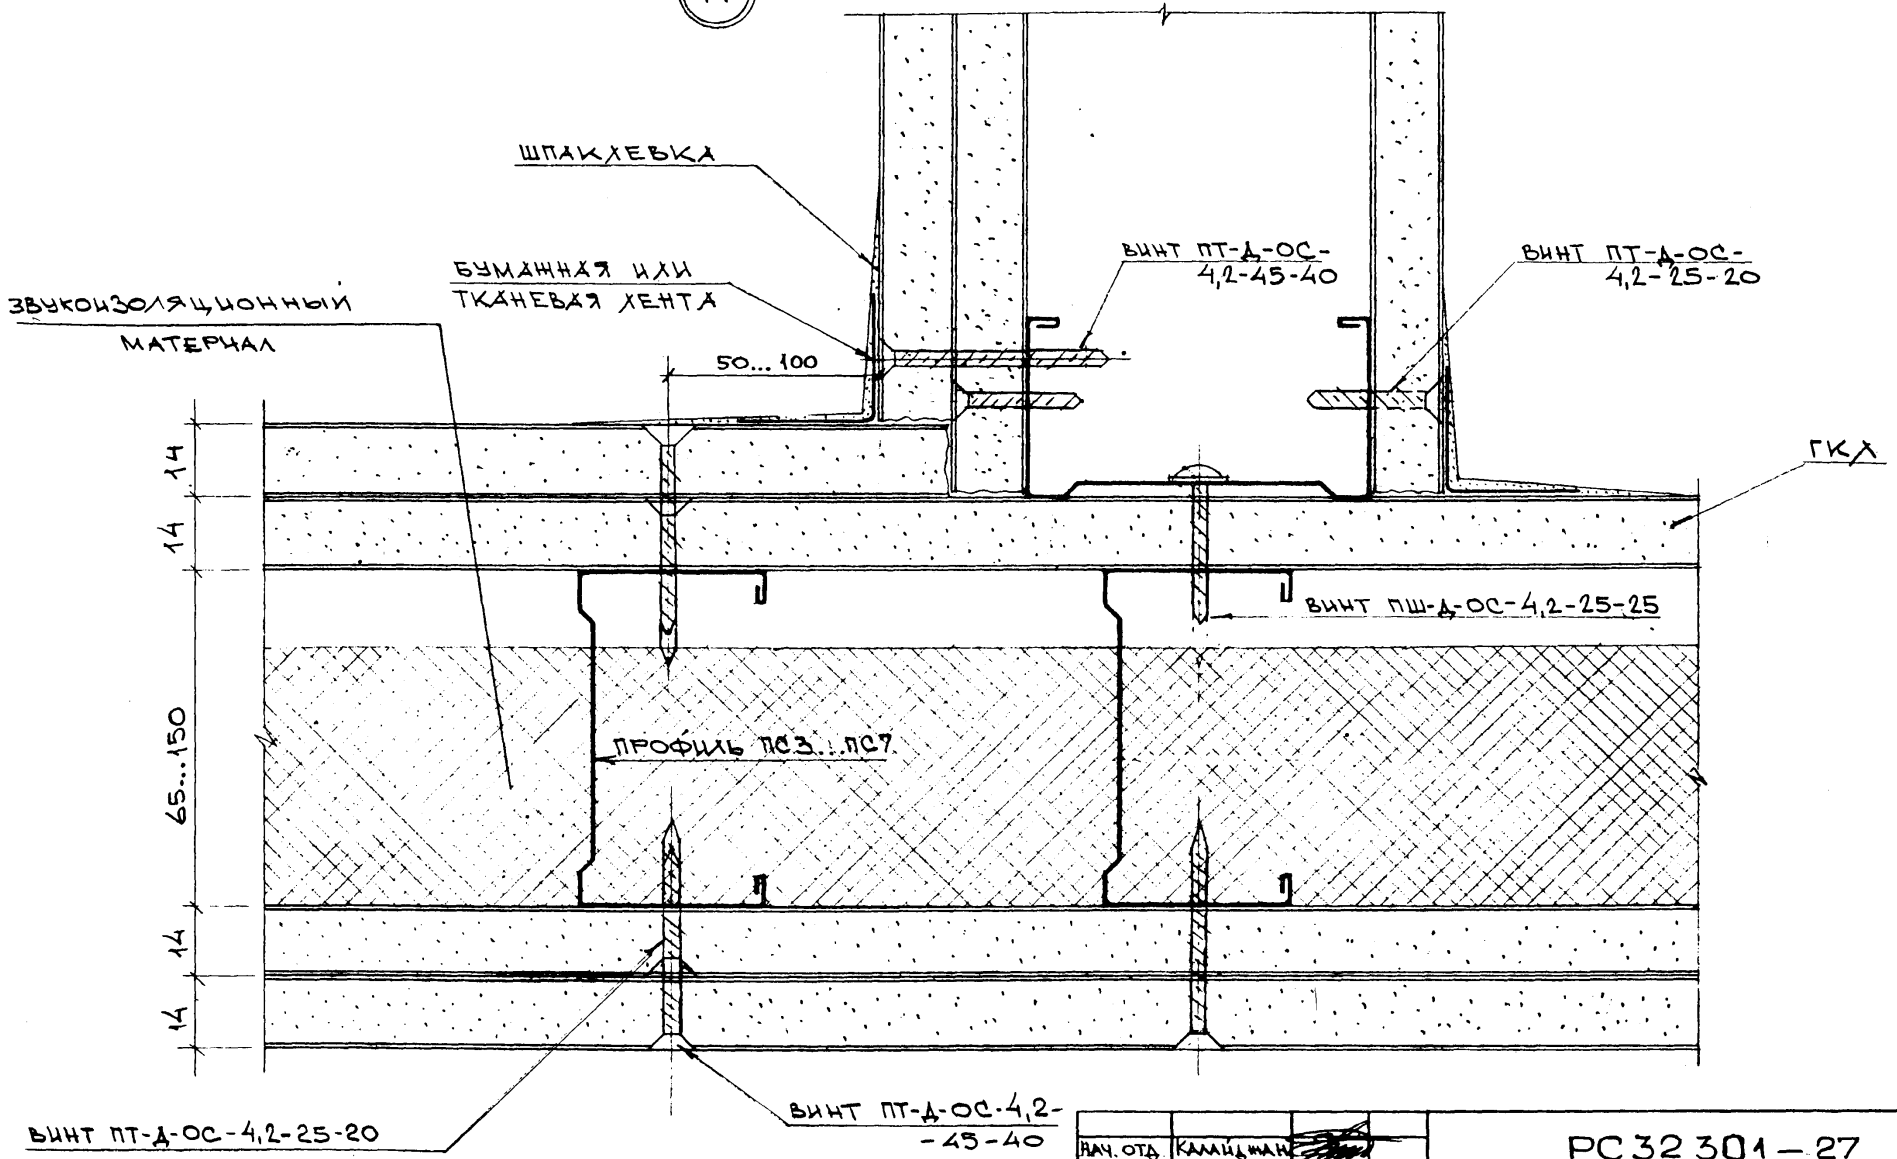 ШПАКЛЕВКА
БУМАЖНАЯ ИЛИ
ТКАНЕВАЯ ЛЕНТА
ЗВУКОИЗОЛЯЦИОННЫЙ
МАТЕРИАЛ
ВИНТ ПТ-Д-ОС-
4,2-45-40
ВИНТ ПТ-Д-ОС-
4,2-25-20
50...100
ГКЛ
14
14
65...150
14
14
ВИНТ ПШ-Д-ОС-4,2-25-25
ПРОФИЛЬ ПС3...ПС7
ВИНТ ПТ-Д-ОС-4,2-25-20
ВИНТ ПТ-Д-ОС-4,2-
-45-40
НАЧ. ОТД. КАЛАЙДЖАН
РС32301-27